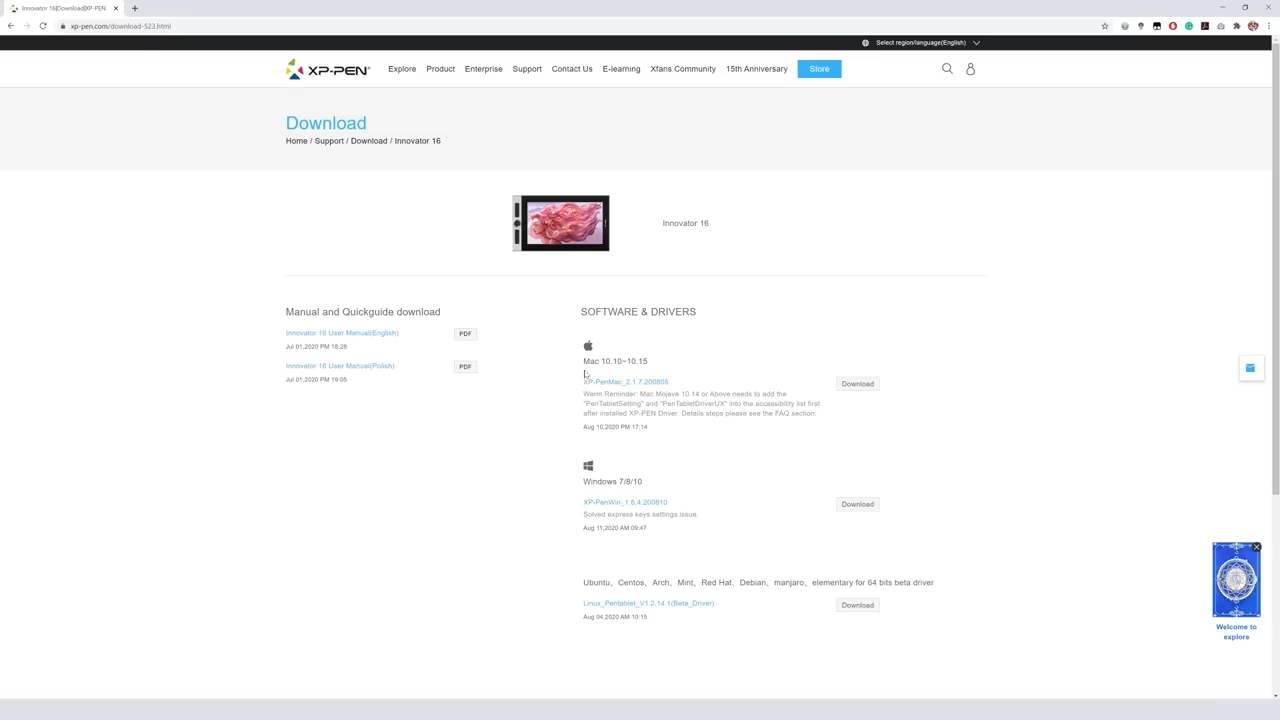 Innovator 16|Download|XP-PEN
xp-pen.com/download-523.html
Select region/language(English)
XP-PEN
Explore Product Enterprise Support Contact Us E-learning Xfans Community 15th Anniversary Store
Download
Home / Support / Download / Innovator 16
Innovator 16
Manual and Quickguide download
Innovator 16 User Manual(English) PDF
Jul 01,2020 PM 18:28
Innovator 16 User Manual(Polish) PDF
Jul 01,2020 PM 19:05
SOFTWARE & DRIVERS
Mac 10.10~10.15
XP-PenMac_2.1.7.200805 Download
Warm Reminder: Mac Mojave 10.14 or Above needs to add the
"PenTabletSetting" and "PenTabletDriverUX" into the accessibility list first
after installed XP-PEN Driver. Details steps please see the FAQ section.
Aug 10,2020 PM 17:14
Windows 7/8/10
XP-PenWin_1.6.4.200810 Download
Solved express keys settings issue.
Aug 11,2020 AM 09:47
Ubuntu、Centos、Arch、Mint、Red Hat、Debian、manjaro、elementary for 64 bits beta driver
Linux_Pentablet_V1.2.14.1(Beta_Driver) Download
Aug 04,2020 AM 10:15
Welcome to
explore